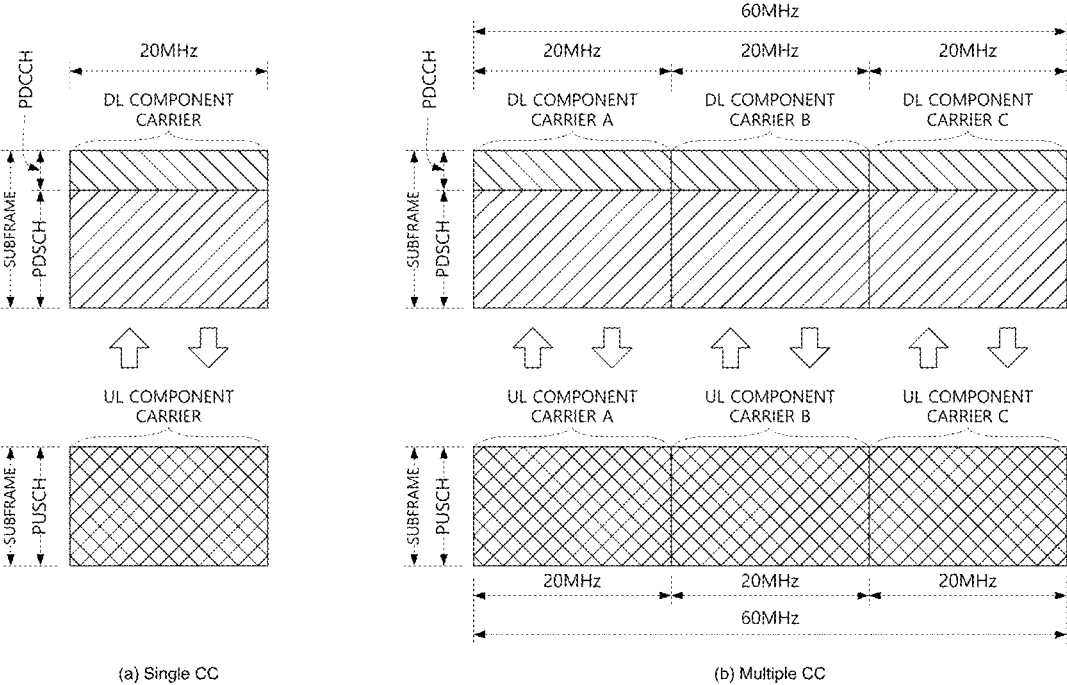 60MHz
20MHz
20MHz
20MHz
20MHz
PDCCH
DL COMPONENT
CARRIER
PDCCH
DL COMPONENT
CARRIER A
DL COMPONENT
CARRIER B
DL COMPONENT
CARRIER C
SUBFRAME
PDSCH
SUBFRAME
PDSCH
UL COMPONENT
CARRIER
UL COMPONENT
CARRIER A
UL COMPONENT
CARRIER B
UL COMPONENT
CARRIER C
SUBFRAME
PUSCH
SUBFRAME
PUSCH
20MHz
20MHz
20MHz
60MHz
(a) Single CC
(b) Multiple CC